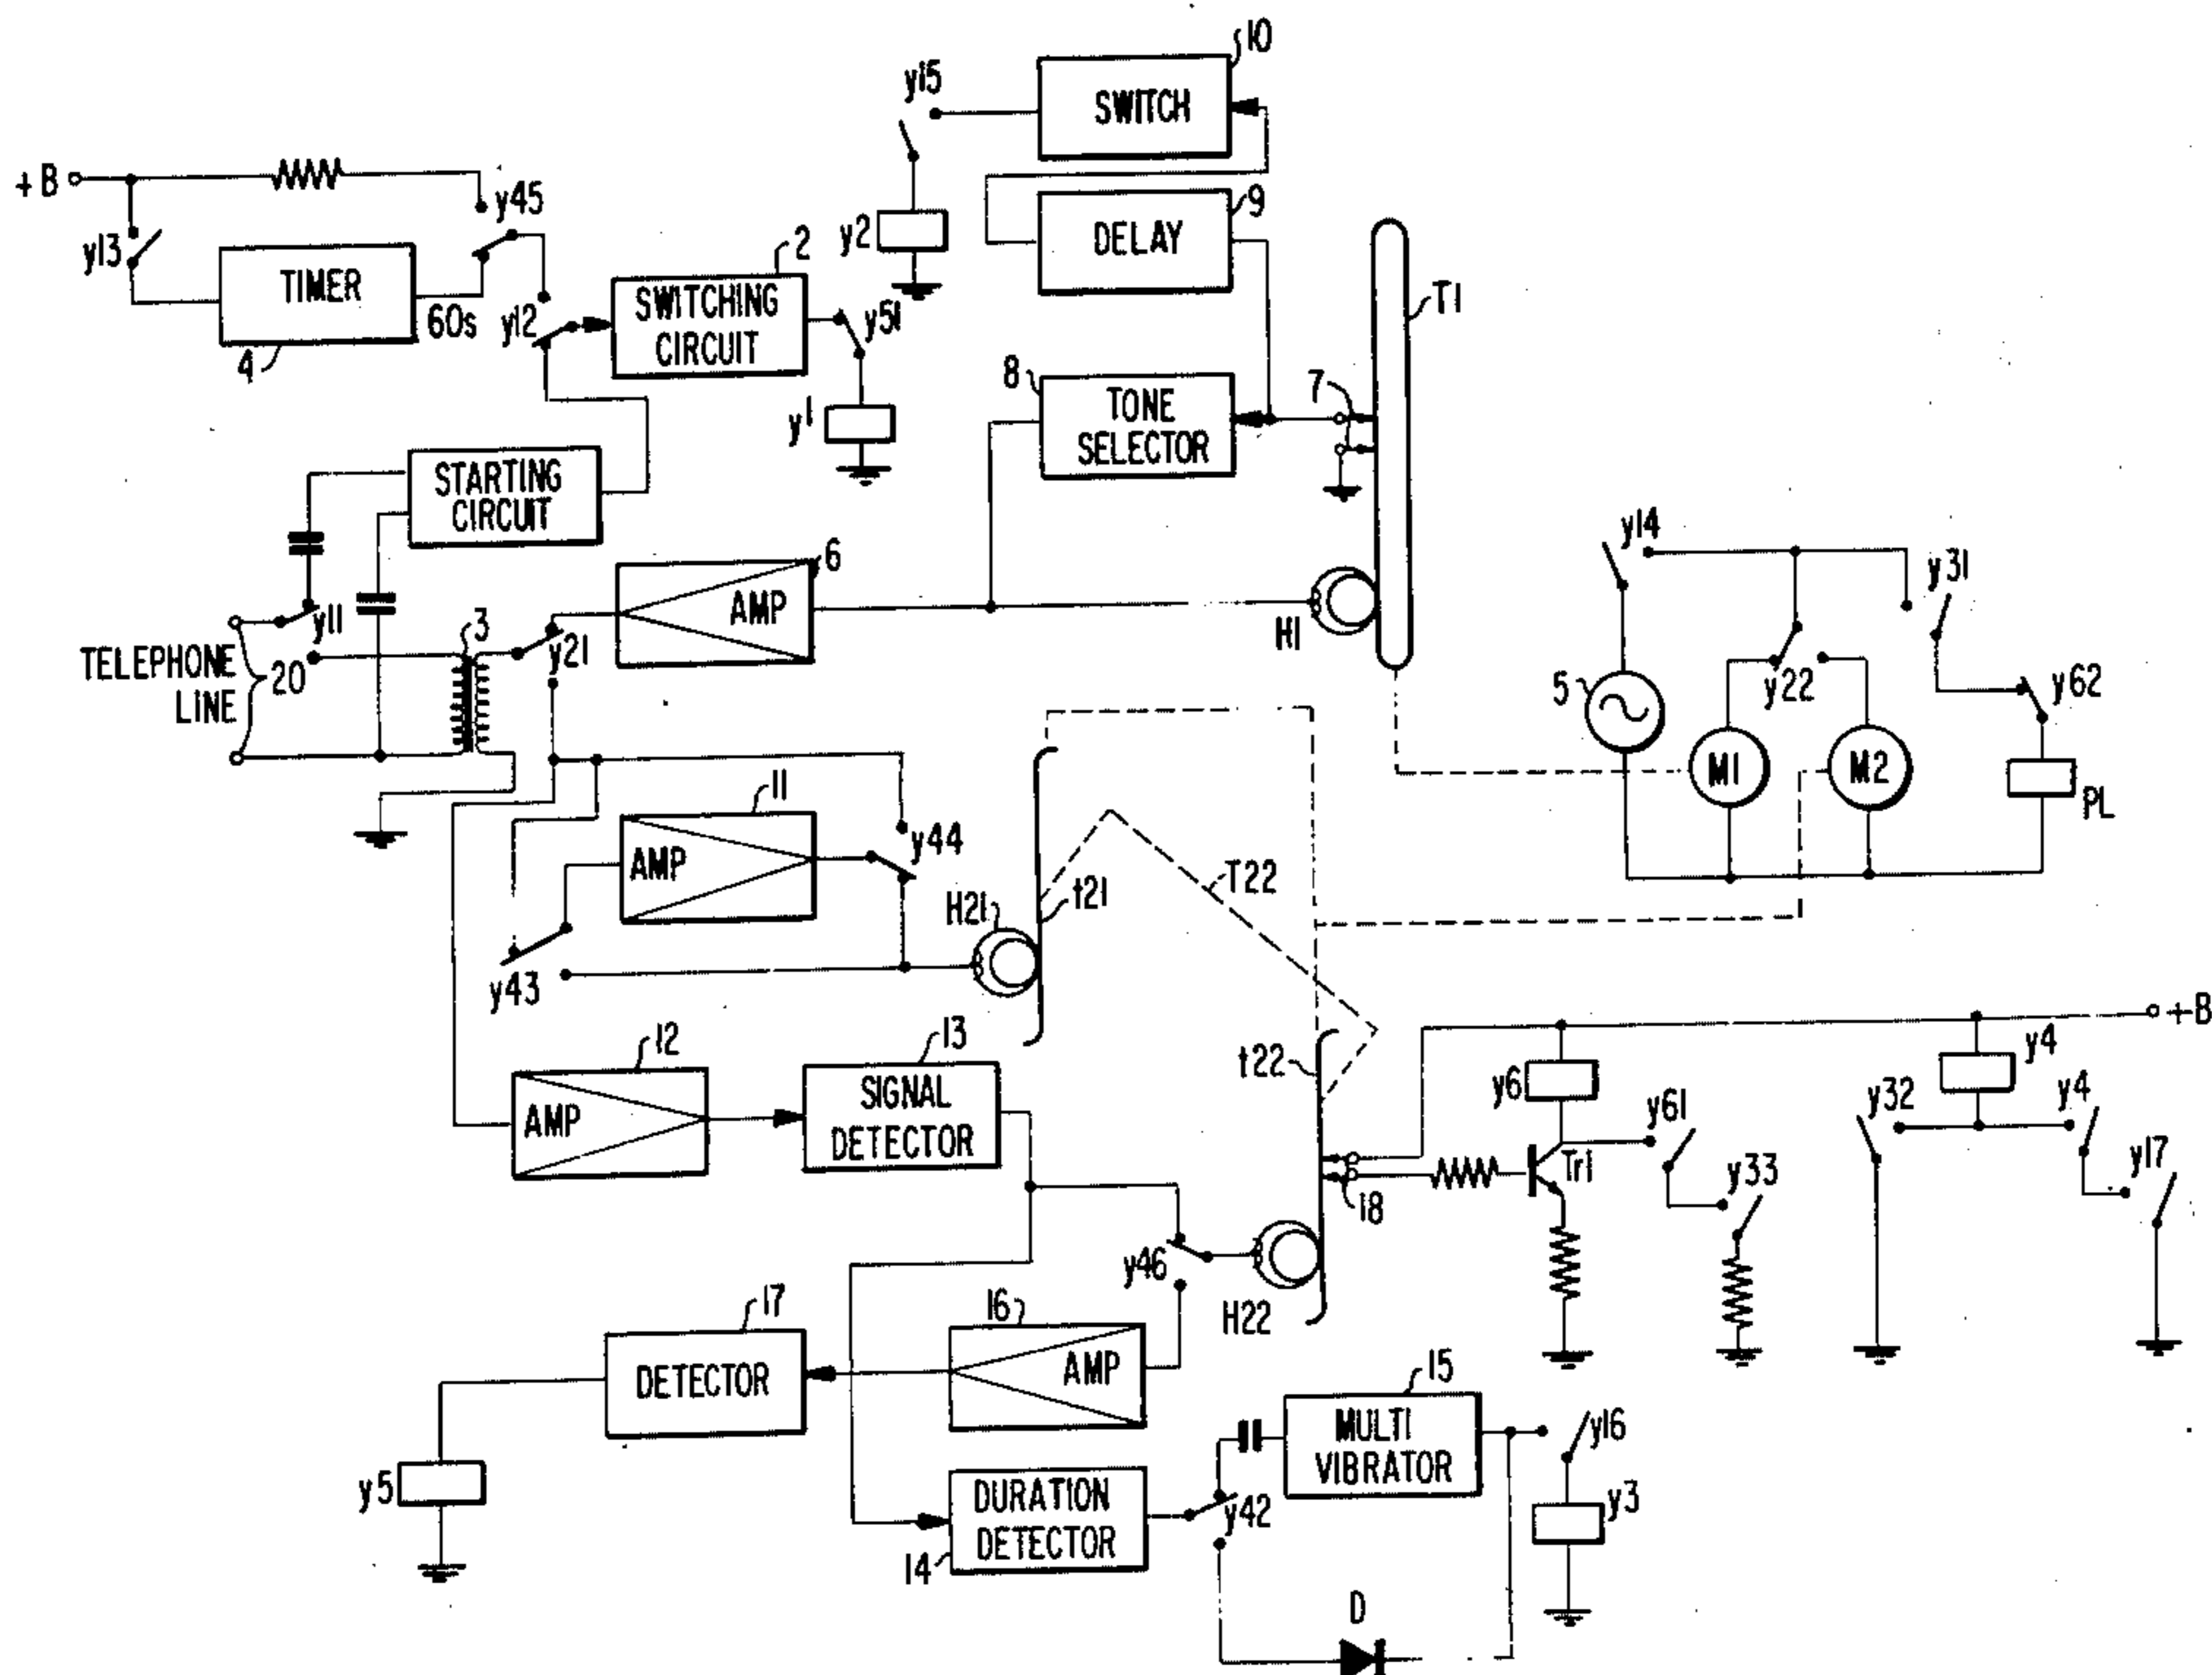 10
y15
SWITCH
+B
y45
y13
TIMER
60s
4
y12
2
SWITCHING
CIRCUIT
y51
y1
y2
9
DELAY
T1
8
TONE
SELECTOR
7
STARTING
CIRCUIT
y11
TELEPHONE
LINE
20
3
y21
6
AMP
H1
y14
y31
5
y22
y62
M1
M2
PL
11
AMP
y44
y43
H21
t21
T22
12
AMP
13
SIGNAL
DETECTOR
t22
18
y6
y61
Tr1
y33
+B
y4
y32
y4
y17
y46
H22
17
DETECTOR
16
AMP
y5
14
DURATION
DETECTOR
y42
15
MULTI
VIBRATOR
y16
y3
D